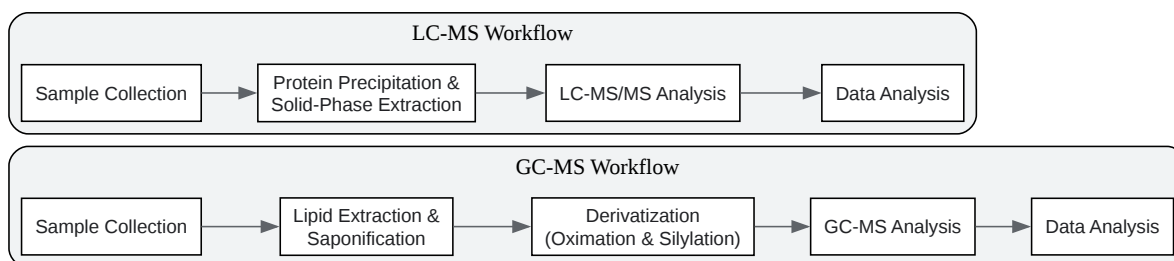 LC-MS Workflow
Sample Collection
Protein Precipitation &
Solid-Phase Extraction
LC-MS/MS Analysis
Data Analysis
GC-MS Workflow
Sample Collection
Lipid Extraction &
Saponification
Derivatization
(Oximation & Silylation)
GC-MS Analysis
Data Analysis